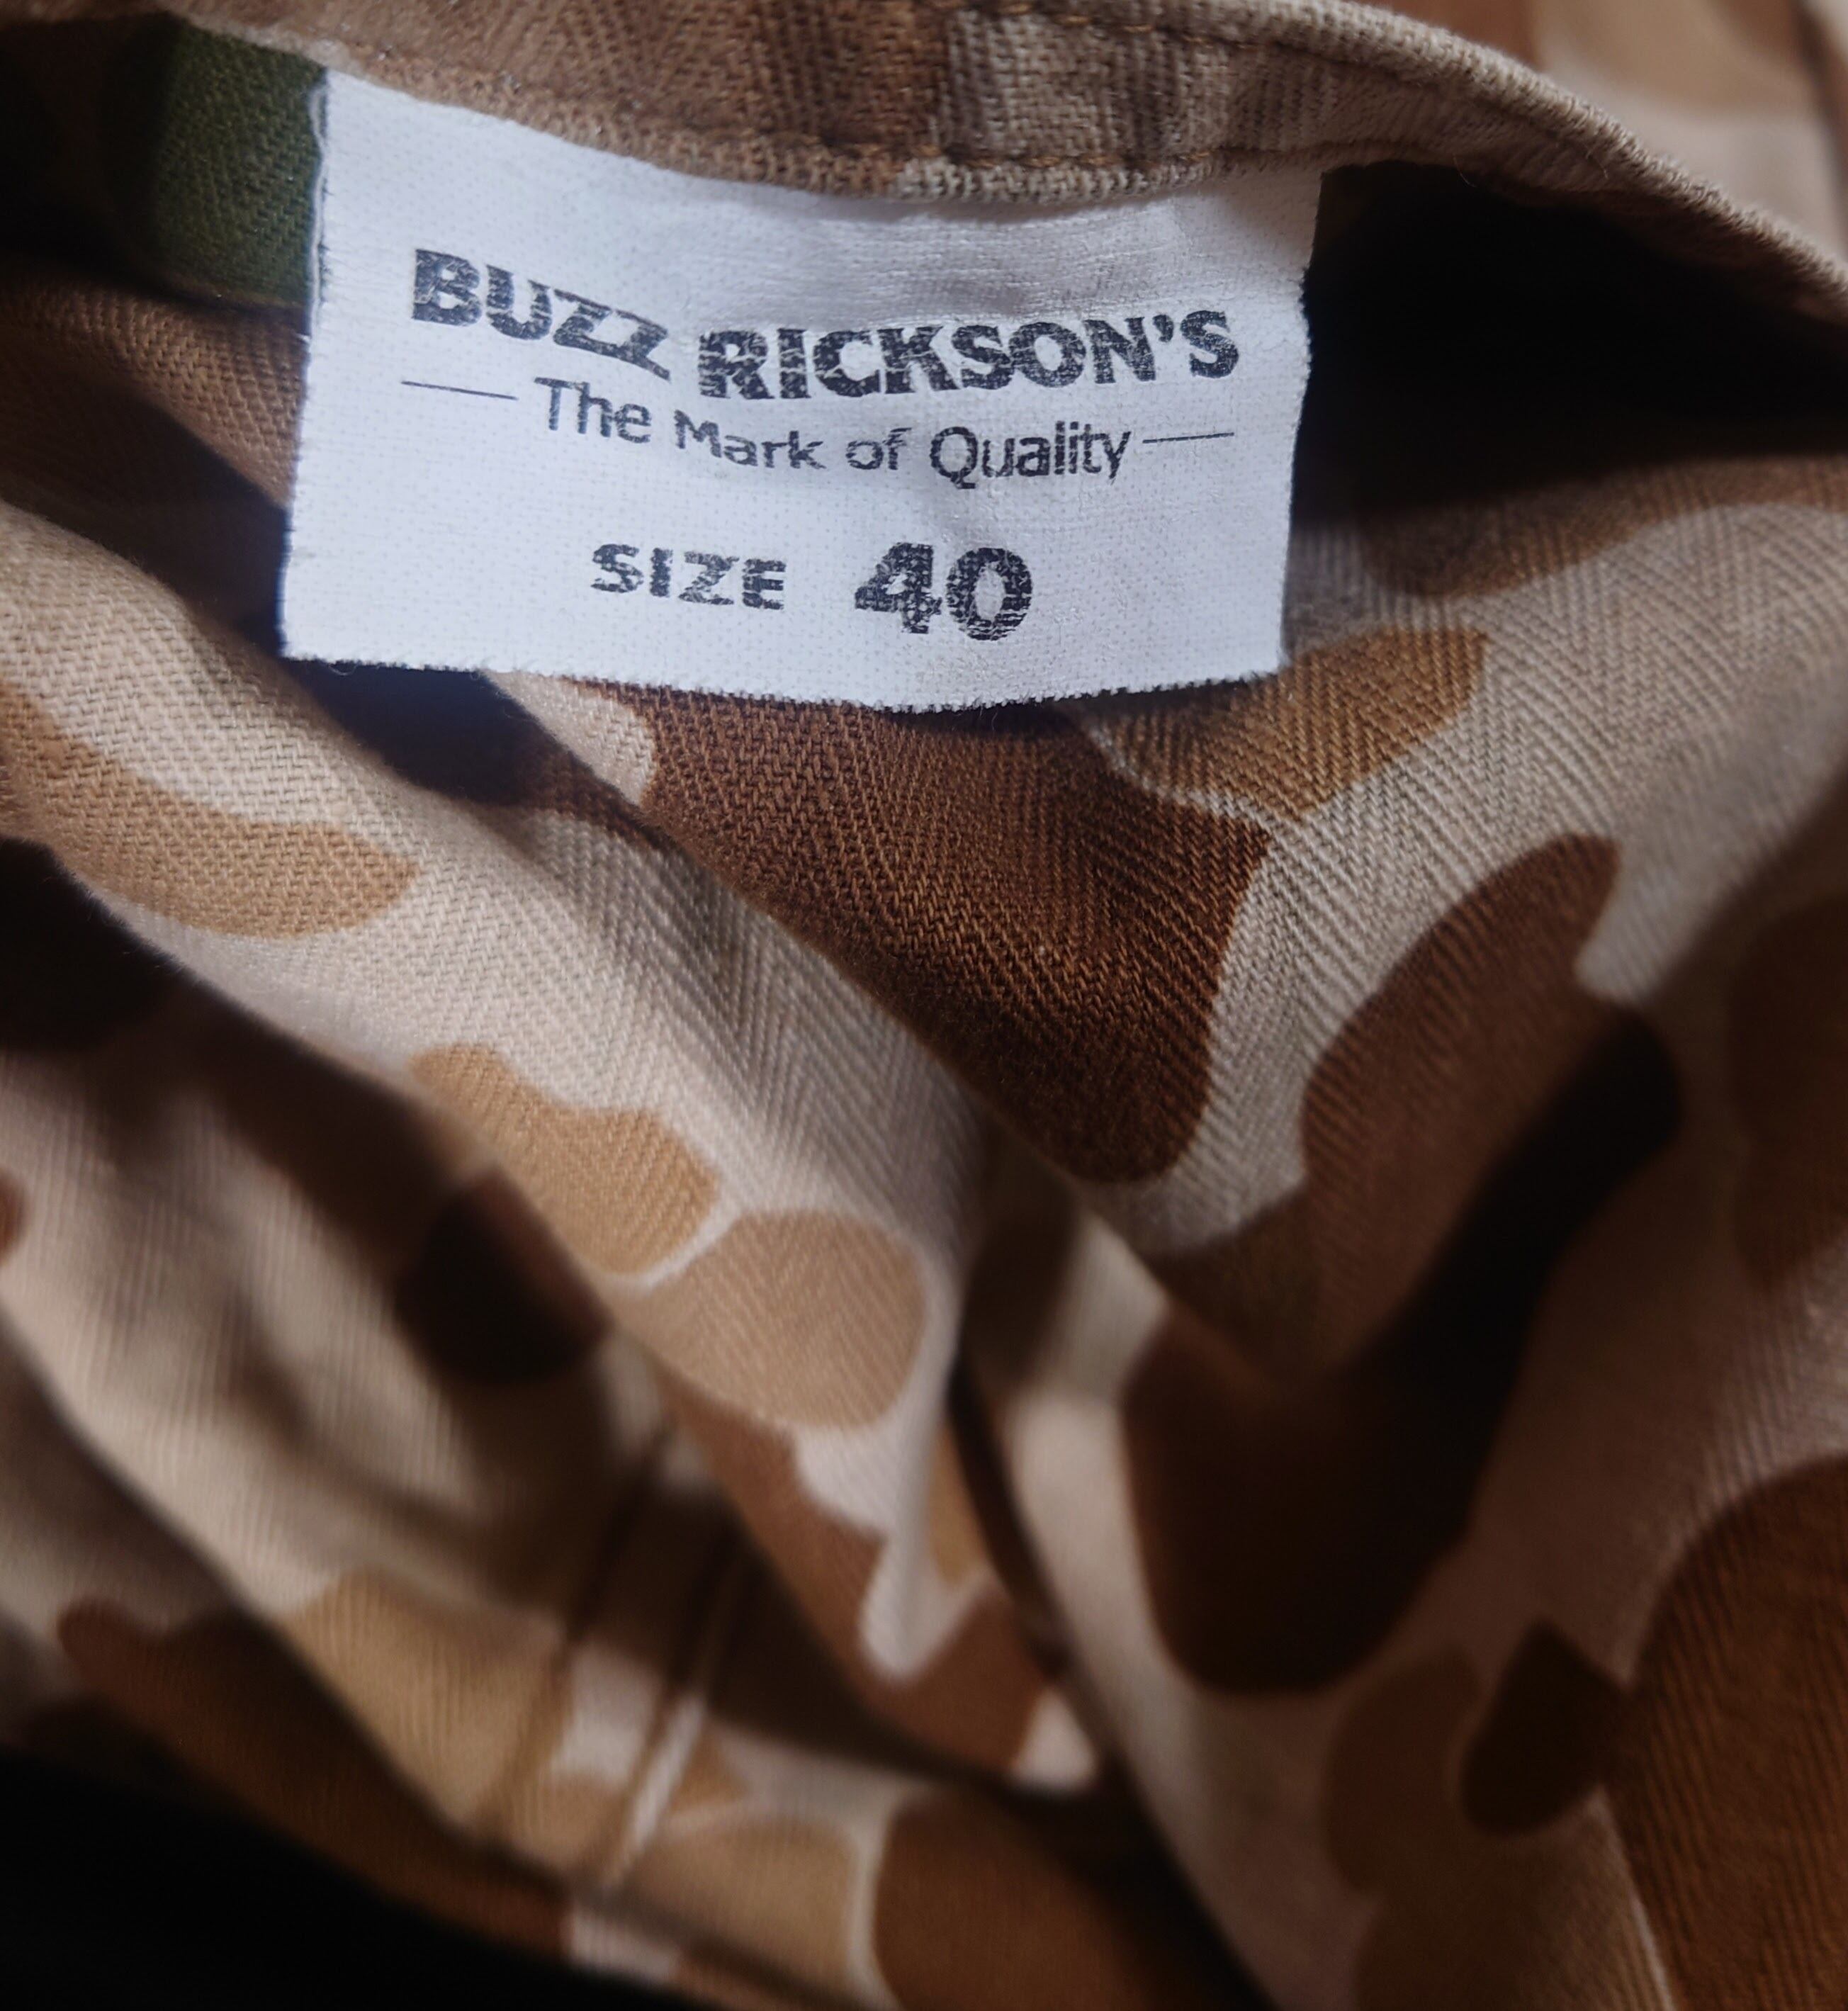 BUZZ RICKSON'S
The Mark of Quality
SIZE 40